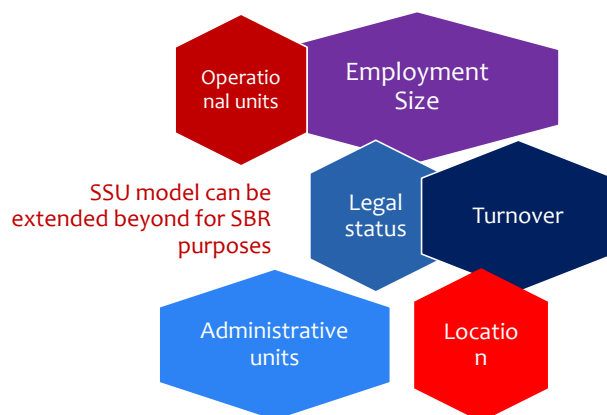 Operatio
nal units
Employment
Size
SSU model can be
extended beyond for SBR
purposes
Legal
status
Turnover
Administrative
units
Locatio
n